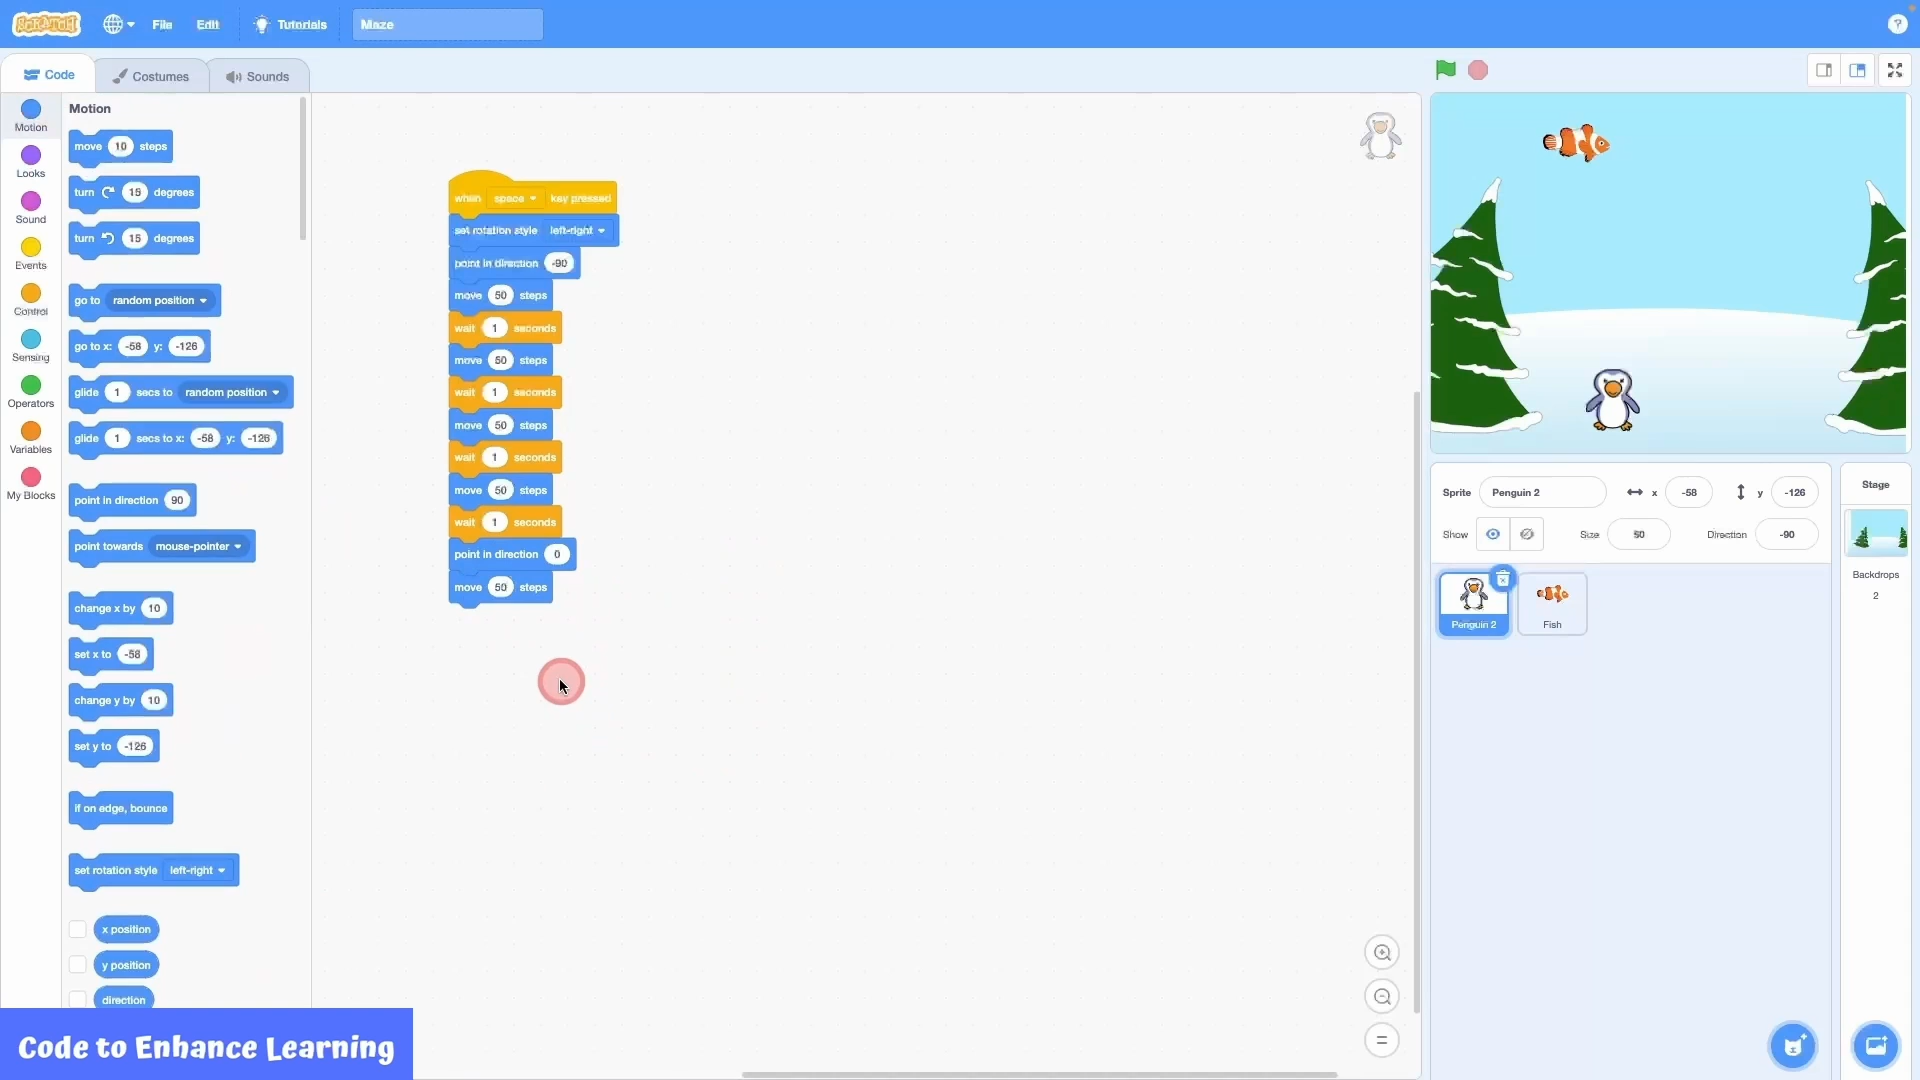 SCRATCH File Edit Tutorials Maze ?
Code Costumes Sounds
Motion
Looks
Sound
Events
Control
Sensing
Operators
Variables
My Blocks
Motion
move 10 steps
turn 15 degrees
turn 15 degrees
go to random position
go to x: -58 y: -126
glide 1 secs to random position
glide 1 secs to x: -58 y: -126
point in direction 90
point towards mouse-pointer
change x by 10
set x to -58
change y by 10
set y to -126
if on edge, bounce
set rotation style left-right
x position
y position
direction
when space key pressed
set rotation style left-right
point in direction -90
move 50 steps
wait 1 seconds
move 50 steps
wait 1 seconds
move 50 steps
wait 1 seconds
move 50 steps
wait 1 seconds
point in direction 0
move 50 steps
Sprite Penguin 2 x -58 y -126
Show Size 50 Direction -90
Penguin 2 Fish
Stage
Backdrops
2
Code to Enhance Learning